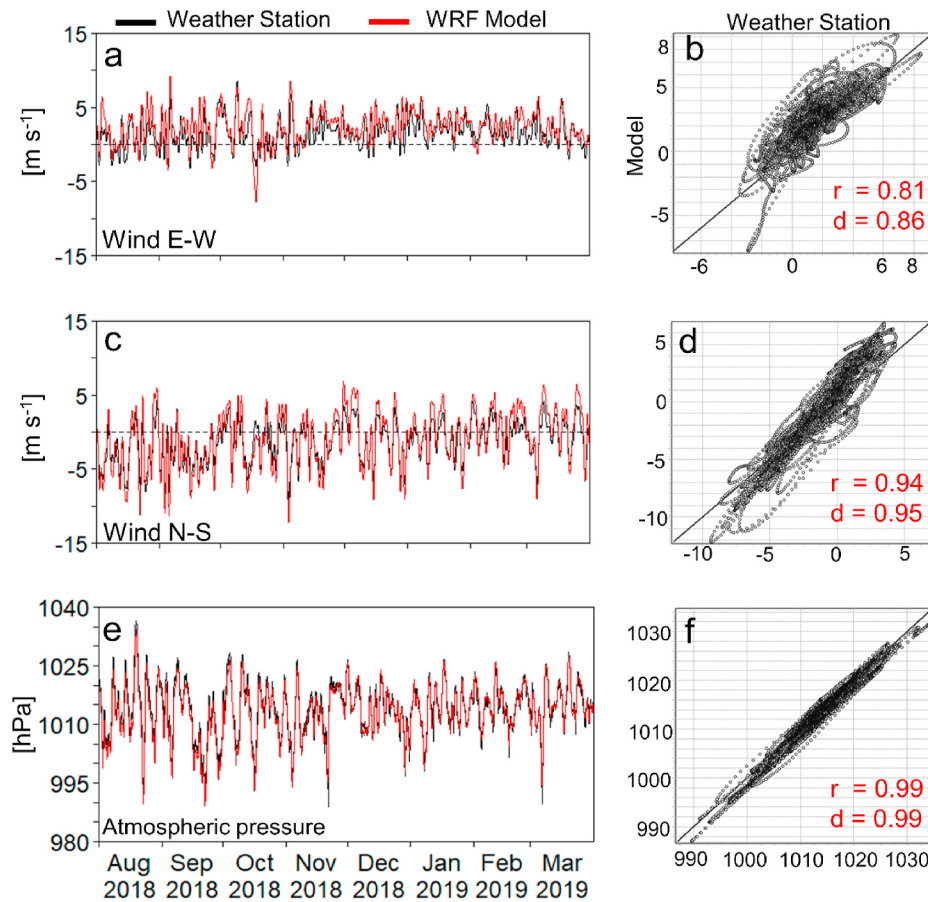 Weather Station WRF Model Weather Station
a
15
5
-5
-15
[m s-1]
Wind E-W
b
8
5
0
-5
Model
r = 0.81
d = 0.86
-6 0 6 8
c
15
5
-5
-15
[m s-1]
Wind N-S
d
5
0
-5
-10
r = 0.94
d = 0.95
-10 -5 0 5
e
1040
1025
1010
995
980
[hPa]
Atmospheric pressure
Aug Sep Oct Nov Dec Jan Feb Mar
2018 2018 2018 2018 2018 2019 2019 2019
f
1030
1020
1010
1000
990
r = 0.99
d = 0.99
990 1000 1010 1020 1030